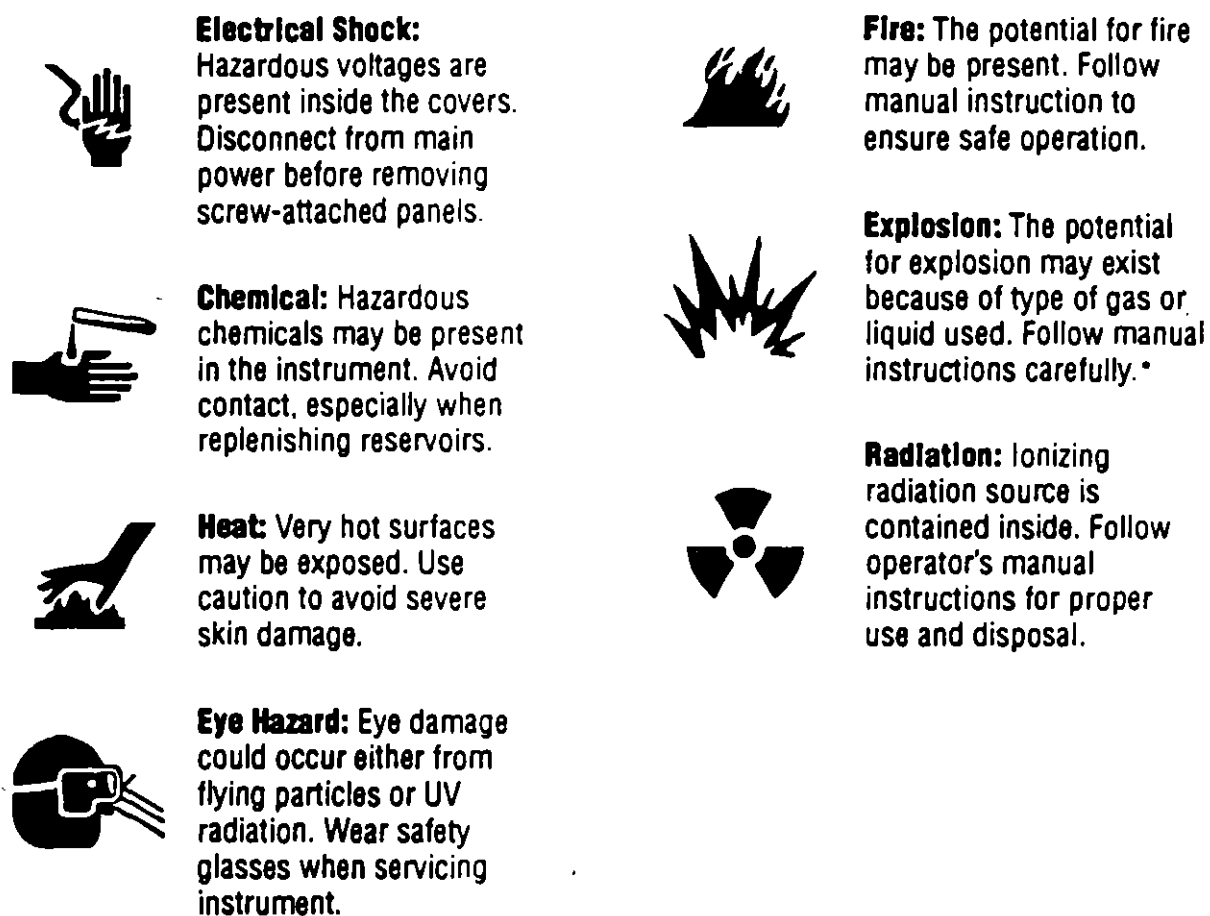 Electrical Shock:
Hazardous voltages are
present inside the covers.
Disconnect from main
power before removing
screw-attached panels.
Chemical: Hazardous
chemicals may be present
in the instrument. Avoid
contact, especially when
replenishing reservoirs.
Heat: Very hot surfaces
may be exposed. Use
caution to avoid severe
skin damage.
Eye Hazard: Eye damage
could occur either from
flying particles or UV
radiation. Wear safety
glasses when servicing
instrument.
Fire: The potential for fire
may be present. Follow
manual instruction to
ensure safe operation.
Explosion: The potential
for explosion may exist
because of type of gas or
liquid used. Follow manual
instructions carefully.•
Radiation: Ionizing
radiation source is
contained inside. Follow
operator's manual
instructions for proper
use and disposal.